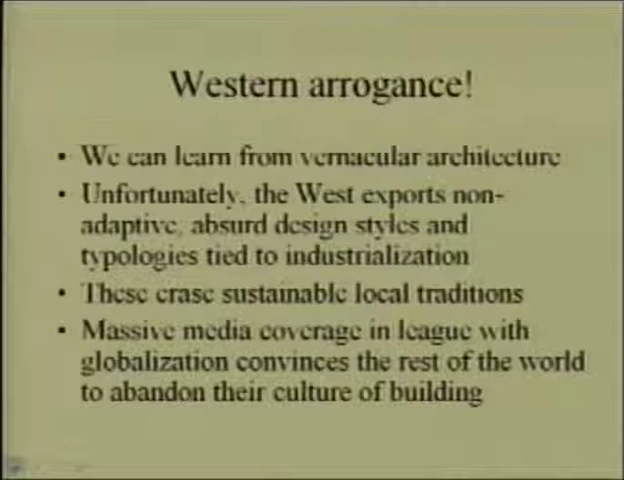 Western arrogance!
• We can learn from vernacular architecture
• Unfortunately, the West exports non-
adaptive, absurd design styles and
typologies tied to industrialization
• These erase sustainable local traditions
• Massive media coverage in league with
globalization convinces the rest of the world
to abandon their culture of building